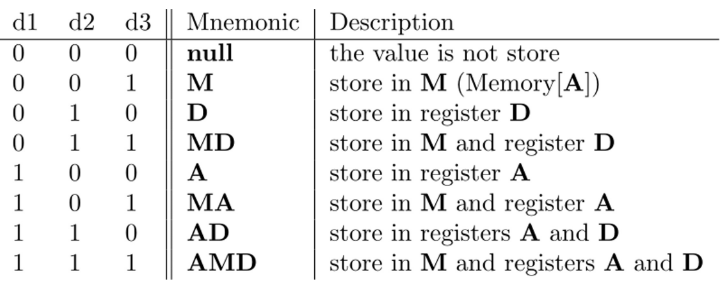 d1 d2 d3 Mnemonic Description
0 0 0 null the value is not store
0 0 1 M store in M (Memory[A])
0 1 0 D store in register D
0 1 1 MD store in M and register D
1 0 0 A store in register A
1 0 1 MA store in M and register A
1 1 0 AD store in registers A and D
1 1 1 AMD store in M and registers A and D